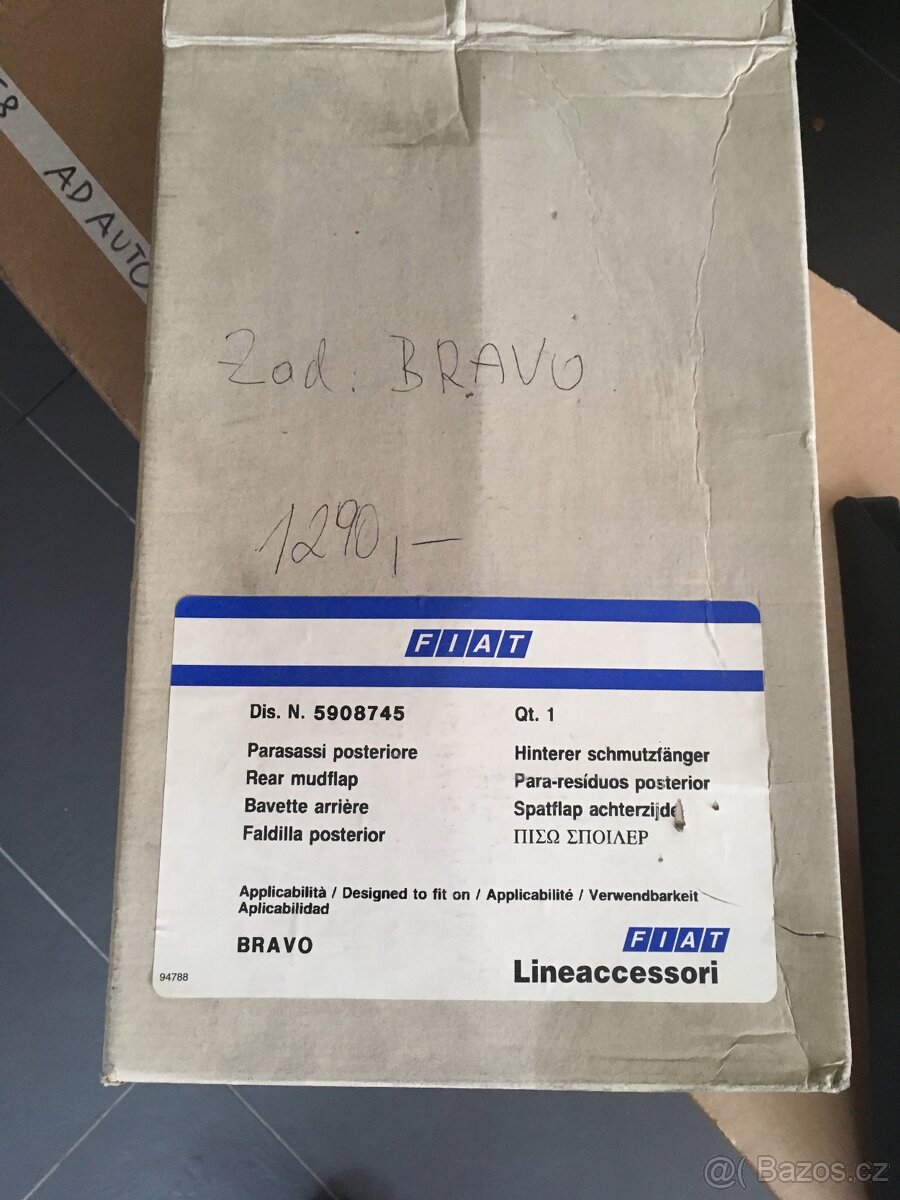 AD AUTO
Zad. BRAVO
1290,-
FIAT
Dis. N. 5908745
Qt. 1
Parasassi posteriore
Rear mudflap
Bavette arrière
Faldilla posterior
Hinterer schmutzfänger
Para-resíduos posterior
Spatflap achterzijde
ΠΙΣΩ ΣΠΟΙΛΕΡ
Applicabilità / Designed to fit on / Applicabilité / Verwendbarkeit
Aplicabilidad
BRAVO
FIAT
Lineaccessori
94788
@( Bazos.cz